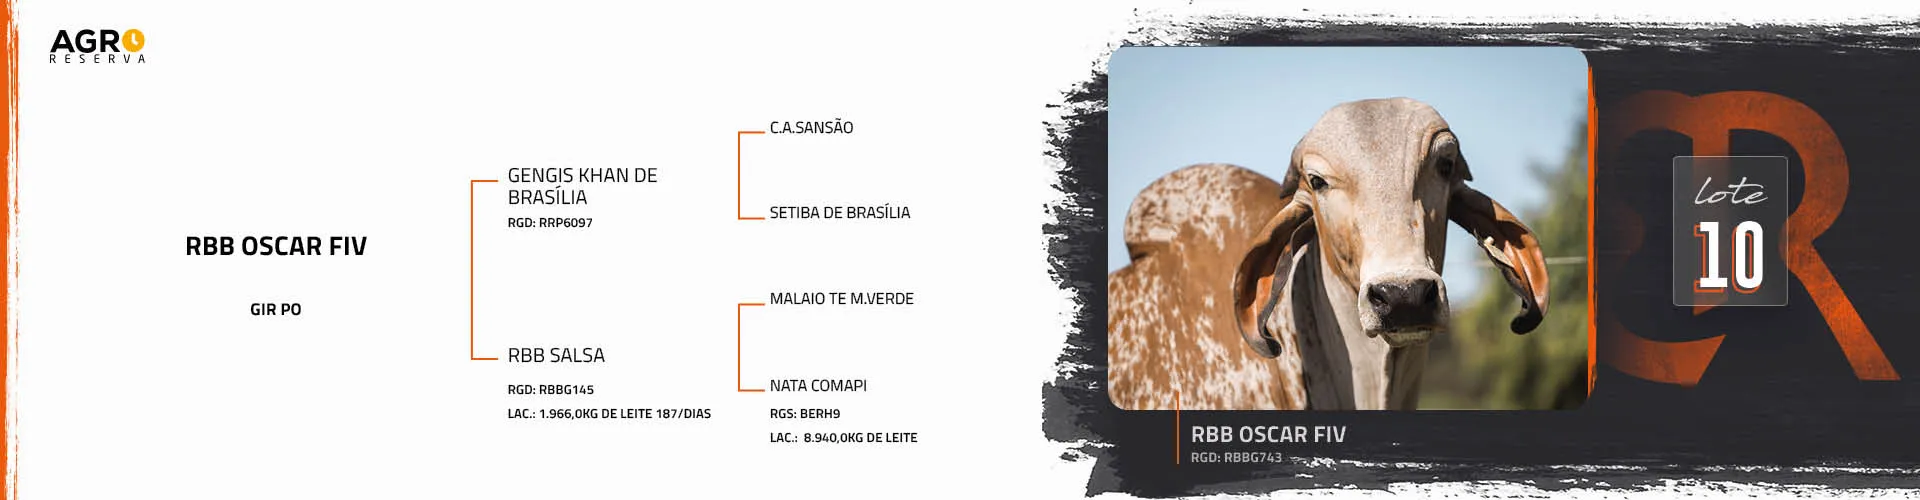 AGRO
RESERVA
RBB OSCAR FIV
GIR PO
GENGIS KHAN DE
BRASÍLIA
RGD: RRP6097
RBB SALSA
RGD: RBBG145
LAC.: 1.966,0KG DE LEITE 187/DIAS
C.A.SANSÃO
SETIBA DE BRASÍLIA
MALAIO TE M.VERDE
NATA COMAPI
RGS: BERH9
LAC.: 8.940,0KG DE LEITE
lote
10
RBB OSCAR FIV
RGD: RBBG743